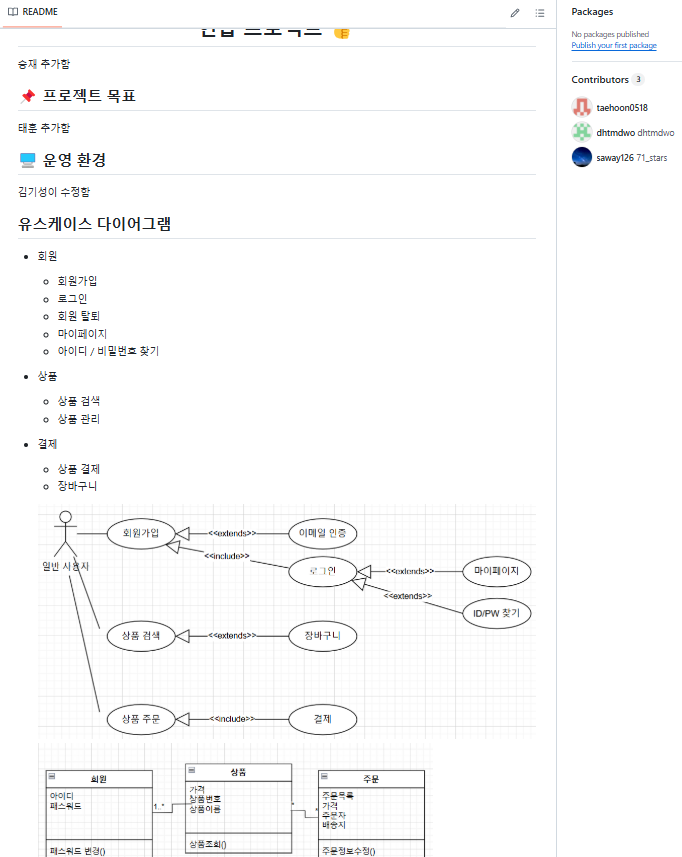 README
협업 프로젝트
승재 추가함
프로젝트 목표
태훈 추가함
운영 환경
김기성이 수정함
유스케이스 다이어그램
회원
회원가입
로그인
회원 탈퇴
마이페이지
아이디 / 비밀번호 찾기
상품
상품 검색
상품 관리
결제
상품 결제
장바구니
회원가입
<<extends>>
이메일 인증
<<include>>
일반 사용자
로그인
<<extends>>
마이페이지
<<extends>>
ID/PW 찾기
상품 검색
<<extends>>
장바구니
상품 주문
<<include>>
결제
회원
아이디
패스워드
패스워드 변경()
1..*
상품
가격
상품번호
상품이름
상품조회()
*
*
주문
주문목록
가격
주문자
배송지
주문정보수정()
Packages
No packages published
Publish your first package
Contributors 3
taehoon0518
dhtmdwo dhtmdwo
saway126 71_stars